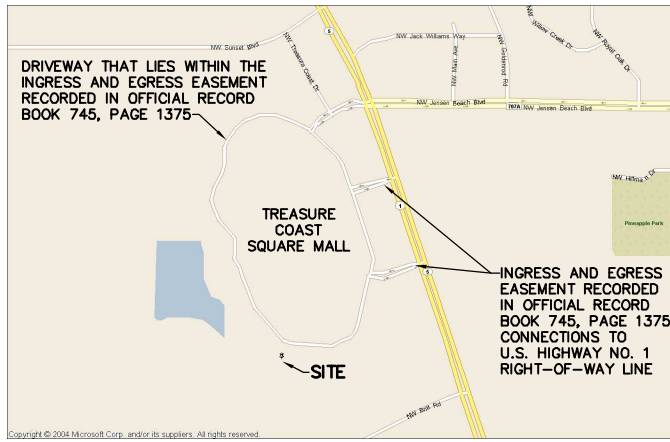 NW Sunset Blvd
NW Treasure Coast Dr
5
NW Jack Williams Way
NW Main Ave
NW Goldenrod Rd
Willow Creek Dr
NW Royal Oak Dr
DRIVEWAY THAT LIES WITHIN THE
INGRESS AND EGRESS EASEMENT
RECORDED IN OFFICIAL RECORD
BOOK 745, PAGE 1375
NW Jensen Beach Blvd
707A
NW Jensen Beach Blvd
Pineapple Park
TREASURE
COAST
SQUARE MALL
1
5
INGRESS AND EGRESS
EASEMENT RECORDED
IN OFFICIAL RECORD
BOOK 745, PAGE 1375
CONNECTIONS TO
U.S. HIGHWAY NO. 1
RIGHT-OF-WAY LINE
SITE
NW Britt Rd
Copyright © 2004 Microsoft Corp. and/or its suppliers. All rights reserved.